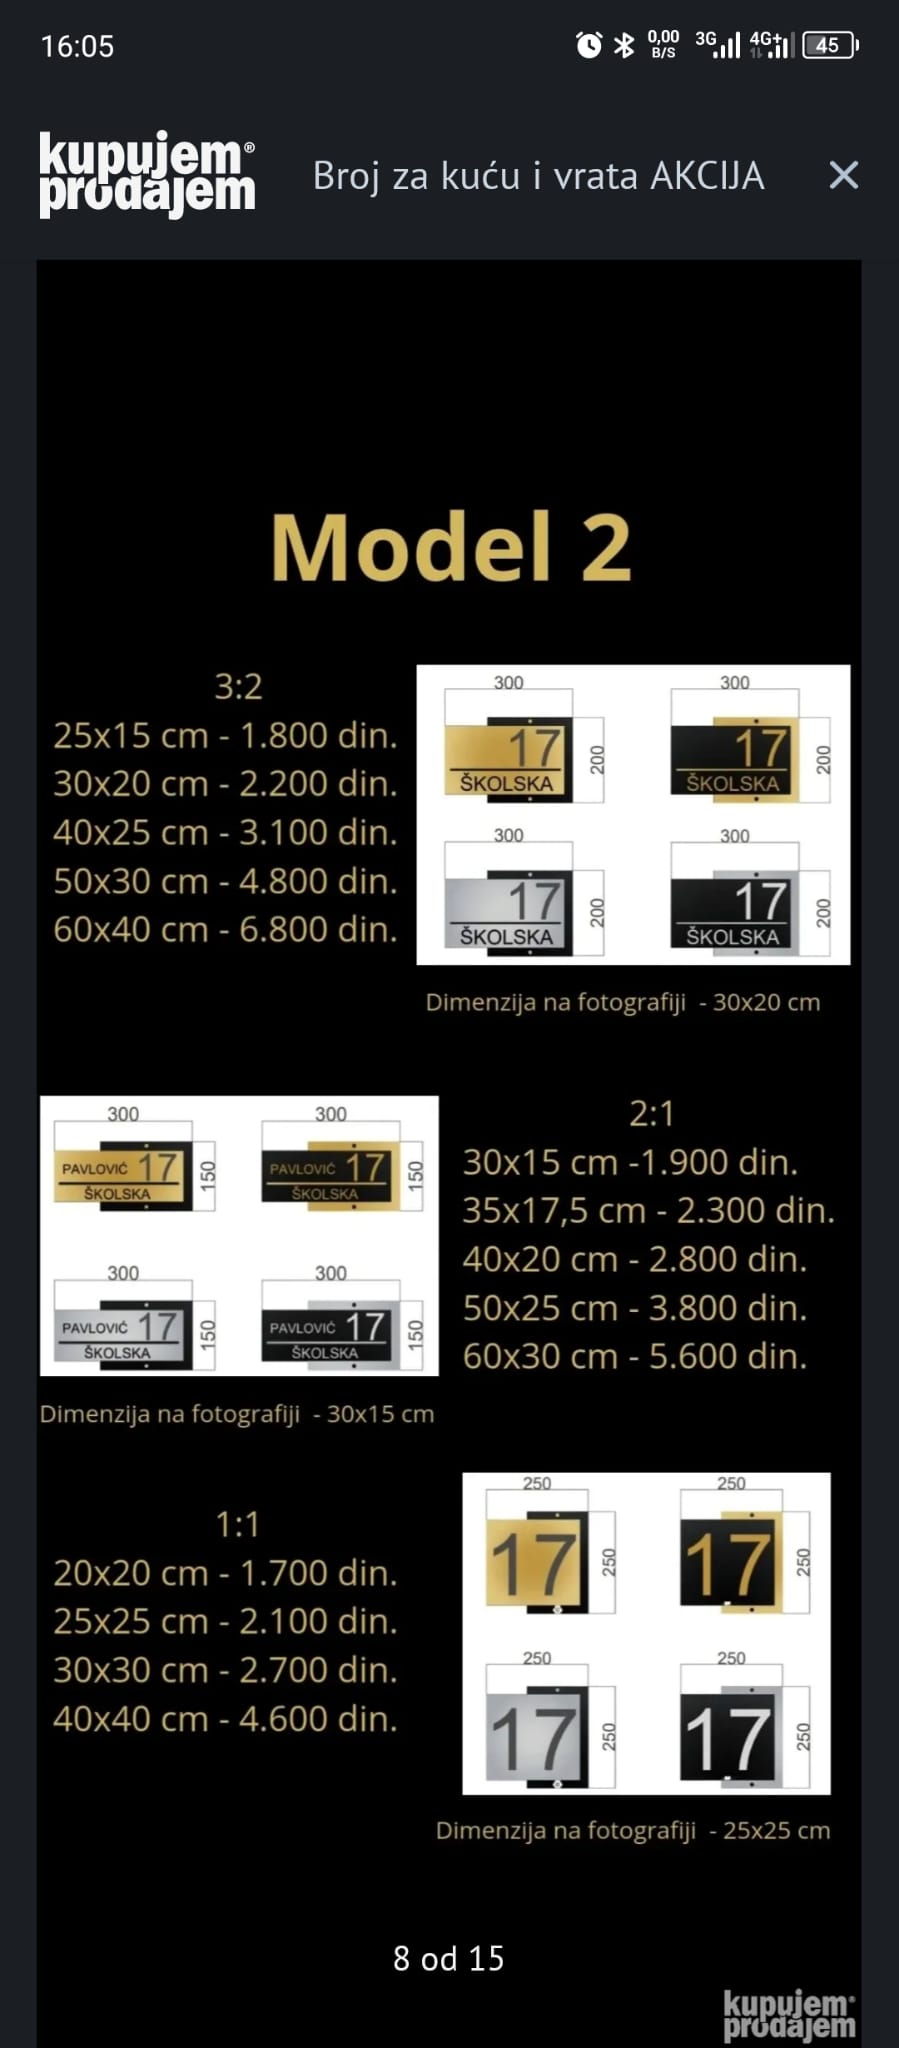 16:05
0,00
B/S
3G
4G+
45
kupujem®
prodajem
Broj za kuću i vrata AKCIJA
Model 2
3:2
25x15 cm - 1.800 din.
30x20 cm - 2.200 din.
40x25 cm - 3.100 din.
50x30 cm - 4.800 din.
60x40 cm - 6.800 din.
300
300
17
ŠKOLSKA
200
17
ŠKOLSKA
200
300
300
17
ŠKOLSKA
200
17
ŠKOLSKA
200
Dimenzija na fotografiji - 30x20 cm
300
300
PAVLOVIĆ 17
ŠKOLSKA
150
PAVLOVIĆ 17
ŠKOLSKA
150
300
300
PAVLOVIĆ 17
ŠKOLSKA
150
PAVLOVIĆ 17
ŠKOLSKA
150
Dimenzija na fotografiji - 30x15 cm
2:1
30x15 cm -1.900 din.
35x17,5 cm - 2.300 din.
40x20 cm - 2.800 din.
50x25 cm - 3.800 din.
60x30 cm - 5.600 din.
1:1
20x20 cm - 1.700 din.
25x25 cm - 2.100 din.
30x30 cm - 2.700 din.
40x40 cm - 4.600 din.
250
250
17
250
17
250
250
250
17
250
17
250
Dimenzija na fotografiji - 25x25 cm
8 od 15
kupujem®
prodajem